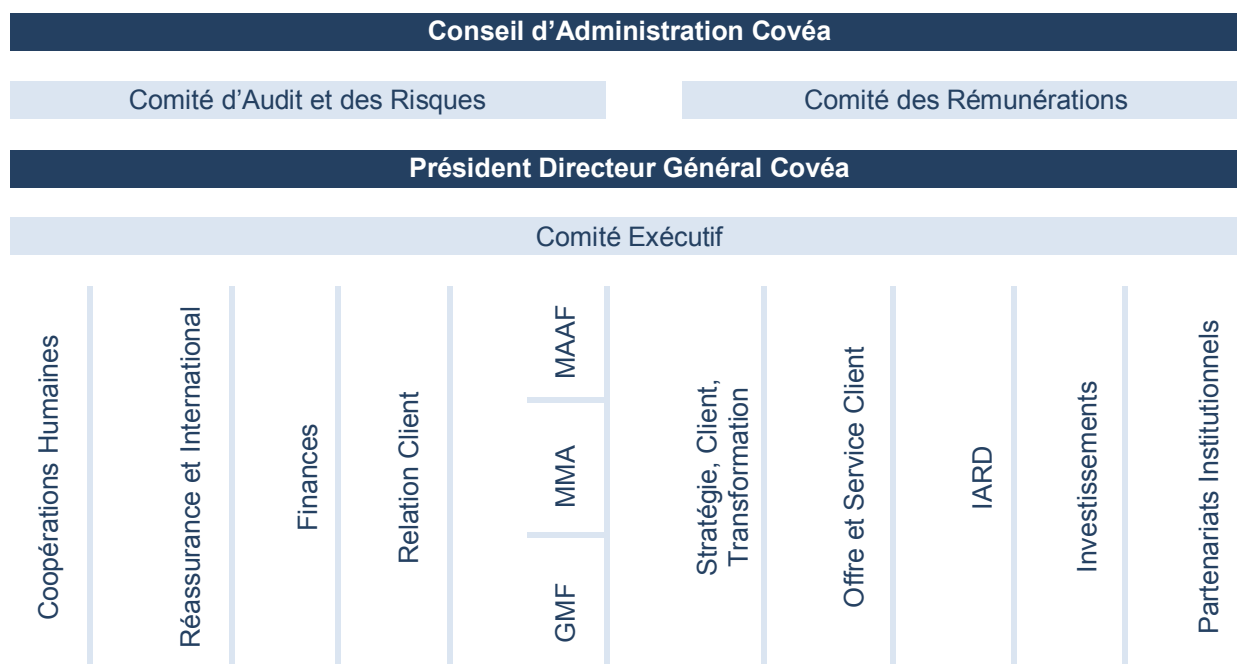 Conseil d’Administration Covéa
Comité d’Audit et des Risques
Comité des Rémunérations
Président Directeur Général Covéa
Comité Exécutif
Coopérations Humaines
Réassurance et International
Finances
Relation Client
MAAF
MMA
GMF
Stratégie, Client,
Transformation
Offre et Service Client
IARD
Investissements
Partenariats Institutionnels